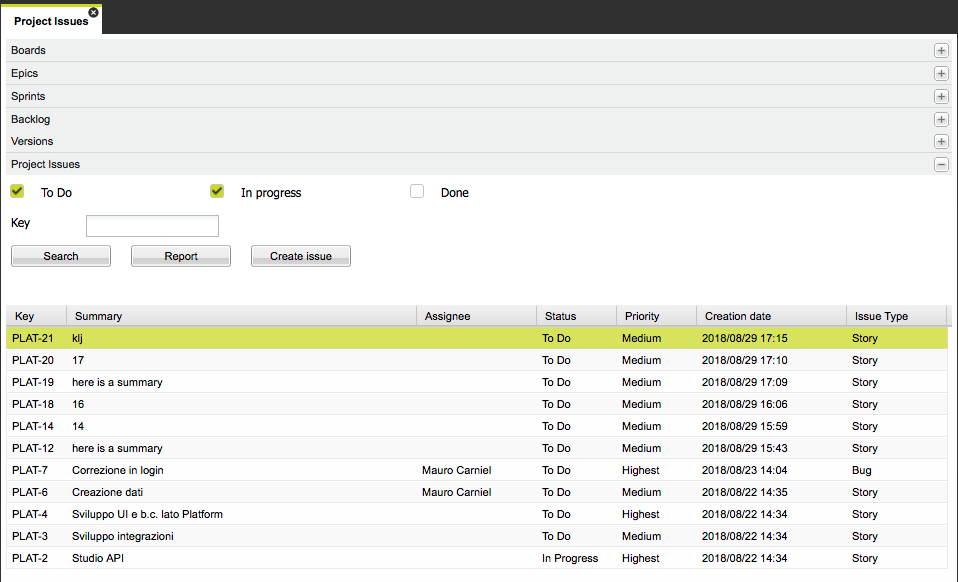 Project Issues
Boards
Epics
Sprints
Backlog
Versions
Project Issues
To Do In progress Done
Key
Search Report Create issue
Key Summary Assignee Status Priority Creation date Issue Type
PLAT-21 klj To Do Medium 2018/08/29 17:15 Story
PLAT-20 17 To Do Medium 2018/08/29 17:10 Story
PLAT-19 here is a summary To Do Medium 2018/08/29 17:09 Story
PLAT-18 16 To Do Medium 2018/08/29 16:06 Story
PLAT-14 14 To Do Medium 2018/08/29 15:59 Story
PLAT-12 here is a summary To Do Medium 2018/08/29 15:43 Story
PLAT-7 Correzione in login Mauro Carniel To Do Highest 2018/08/23 14:04 Bug
PLAT-6 Creazione dati Mauro Carniel To Do Medium 2018/08/22 14:35 Story
PLAT-4 Sviluppo UI e b.c. lato Platform To Do Highest 2018/08/22 14:34 Story
PLAT-3 Sviluppo integrazioni To Do Medium 2018/08/22 14:34 Story
PLAT-2 Studio API In Progress Highest 2018/08/22 14:34 Story